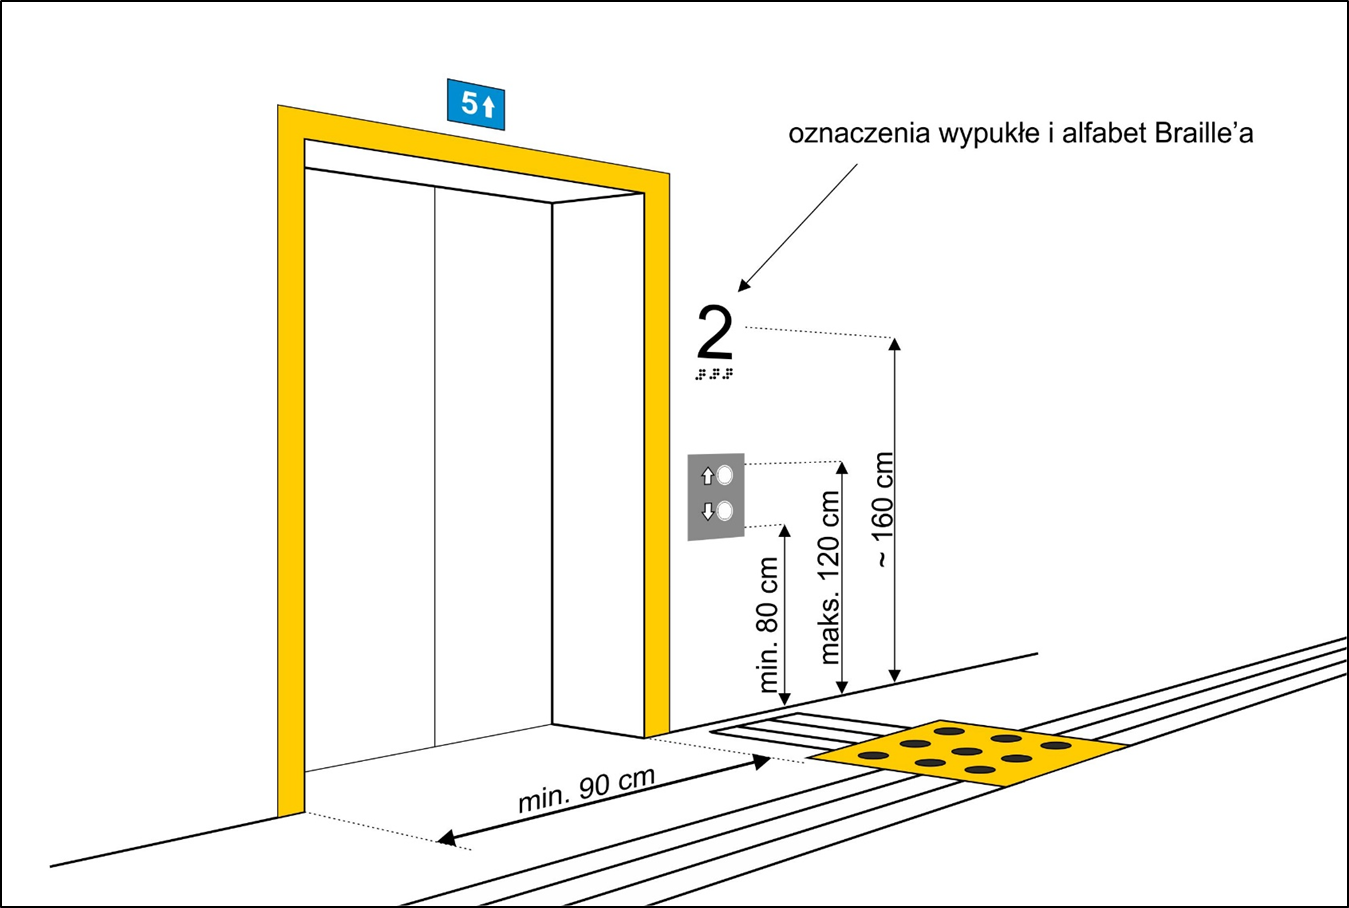 5↑
oznaczenia wypukłe i alfabet Braille’a
2
⠼⠼⠼
min. 80 cm
maks. 120 cm
~ 160 cm
min. 90 cm